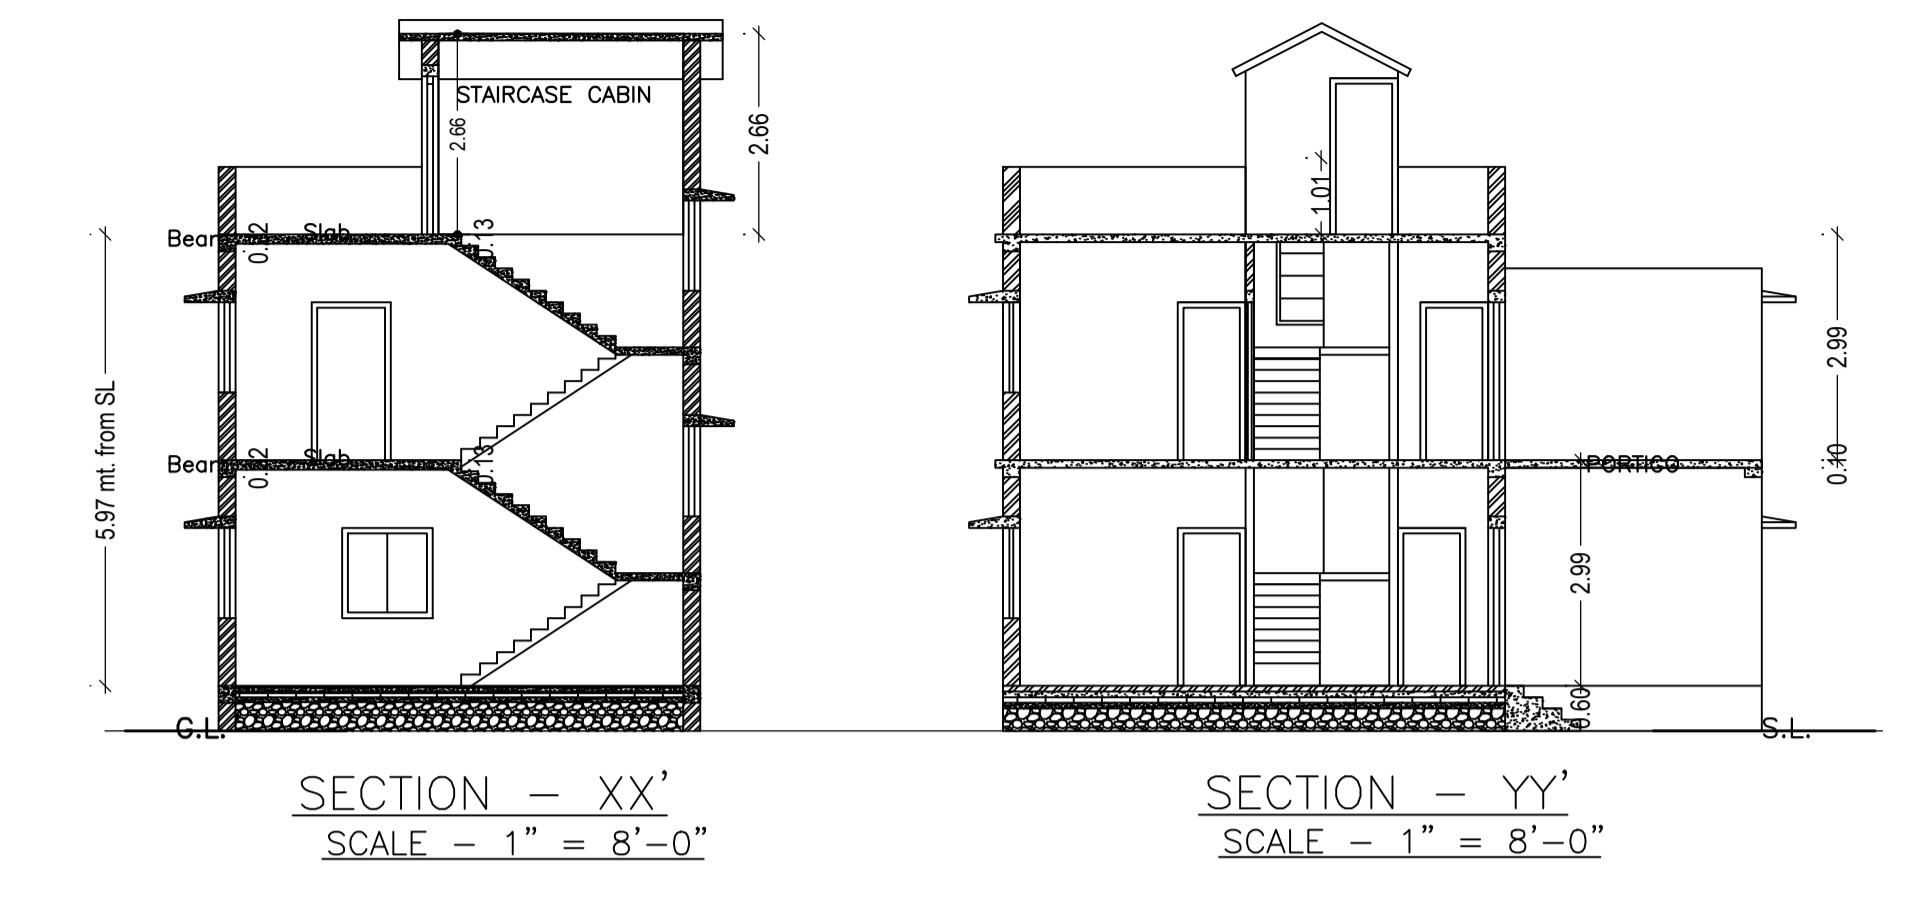 STAIRCASE CABIN
2.66
2.66
Beam
0.22
Slab
0.13
5.97 mt. from SL
Beam
0.22
Slab
0.13
G.L.
SECTION - XX'
SCALE - 1" = 8'-0"
1.01
2.99
PORTICO
0.10
2.99
0.60
S.L.
SECTION - YY'
SCALE - 1" = 8'-0"